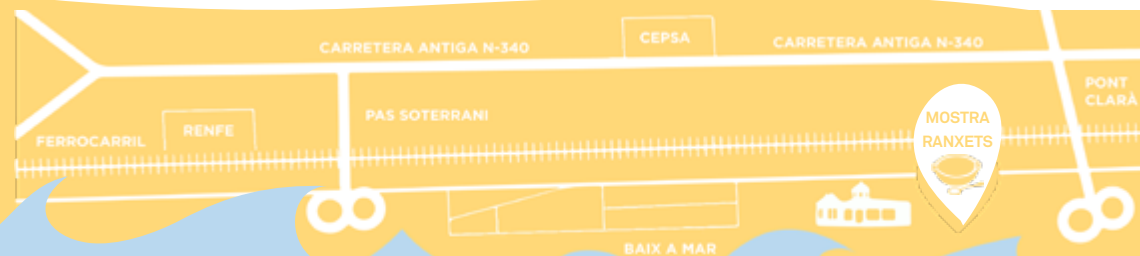 CARRETERA ANTIGA N-340
CEPSA
CARRETERA ANTIGA N-340
PONT
CLARÀ
PAS SOTERRANI
MOSTRA
RANXETS
RENFE
FERROCARRIL
BAIX A MAR